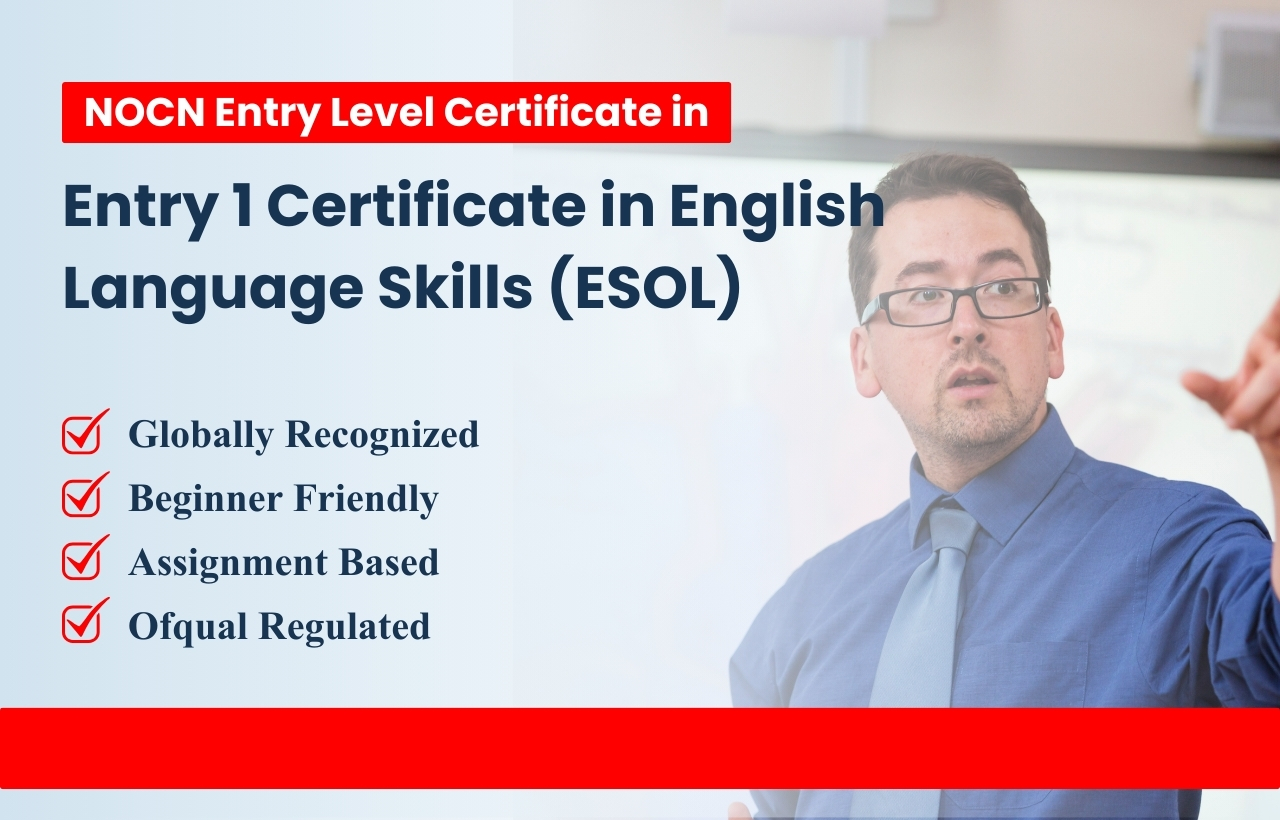 NOCN Entry Level Certificate in
Entry 1 Certificate in English
Language Skills (ESOL)
Globally Recognized
Beginner Friendly
Assignment Based
Ofqual Regulated